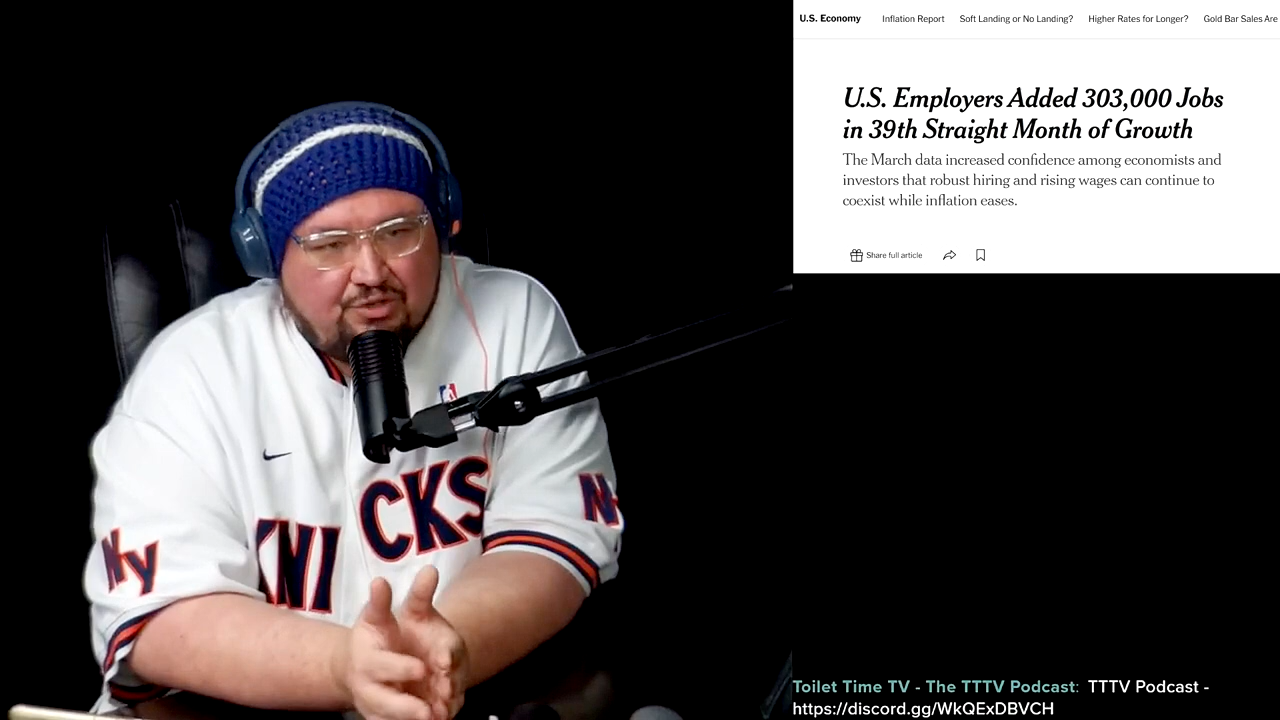 U.S. Economy Inflation Report Soft Landing or No Landing? Higher Rates for Longer? Gold Bar Sales Are
U.S. Employers Added 303,000 Jobs
in 39th Straight Month of Growth
The March data increased confidence among economists and
investors that robust hiring and rising wages can continue to
coexist while inflation eases.
Share full article
KNICKS
NY
NY
Toilet Time TV - The TTTV Podcast: TTTV Podcast -
https://discord.gg/WkQExDBVCH